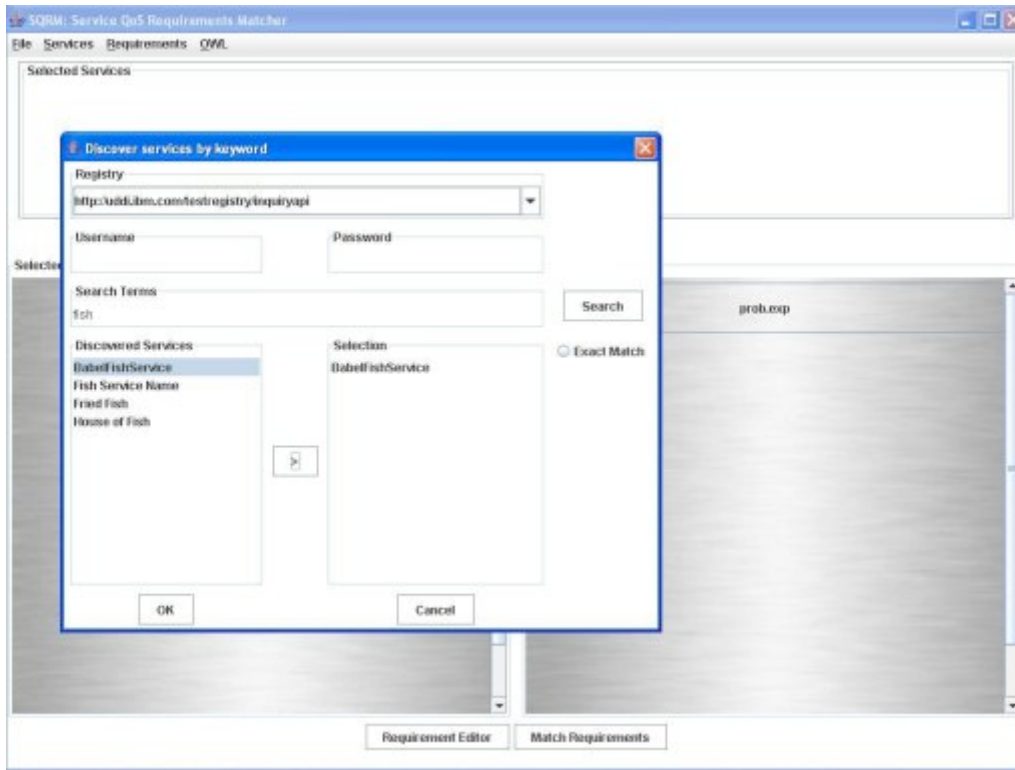 SQRM: Service QoS Requirements Matcher
File Services Requirements OWL
Selected Services
Discover services by keyword
Registry
http://uddi.ibm.com/testregistry/inquiryapi
Username Password
Selected
Search Terms
fish
Search
prob.exp
Discovered Services Selection
Exact Match
BabelFishService BabelFishService
Fish Service Name
Fried Fish
House of Fish
>
OK Cancel
Requirement Editor Match Requirements